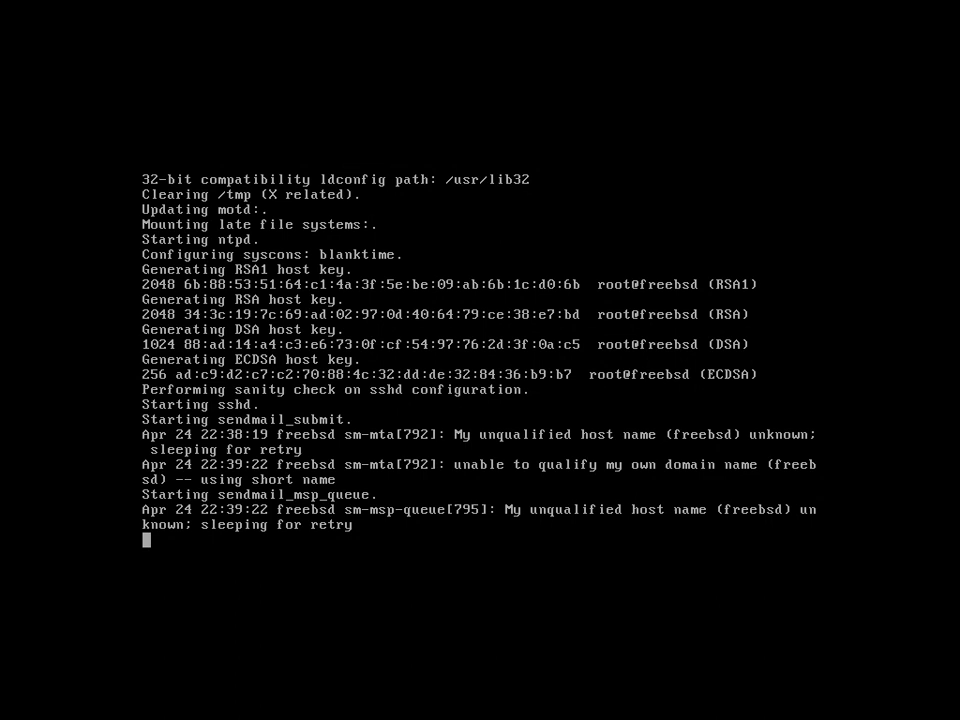 32-bit compatibility ldconfig path: /usr/lib32
Clearing /tmp (X related).
Updating motd:.
Mounting late file systems:.
Starting ntpd.
Configuring syscons: blanktime.
Generating RSA1 host key.
2048 6b:88:53:51:64:c1:4a:3f:5e:be:09:ab:6b:1c:d0:6b  root@freebsd (RSA1)
Generating RSA host key.
2048 34:3c:19:7c:69:ad:02:97:0d:40:64:79:ce:38:e7:bd  root@freebsd (RSA)
Generating DSA host key.
1024 88:ad:14:a4:c3:e6:73:0f:cf:54:97:76:2d:3f:0a:c5  root@freebsd (DSA)
Generating ECDSA host key.
256 ad:c9:d2:c7:c2:70:88:4c:32:dd:de:32:84:36:b9:b7  root@freebsd (ECDSA)
Performing sanity check on sshd configuration.
Starting sshd.
Starting sendmail_submit.
Apr 24 22:38:19 freebsd sm-mta[792]: My unqualified host name (freebsd) unknown;
 sleeping for retry
Apr 24 22:39:22 freebsd sm-mta[792]: unable to qualify my own domain name (freeb
sd) -- using short name
Starting sendmail_msp_queue.
Apr 24 22:39:22 freebsd sm-msp-queue[795]: My unqualified host name (freebsd) un
known; sleeping for retry